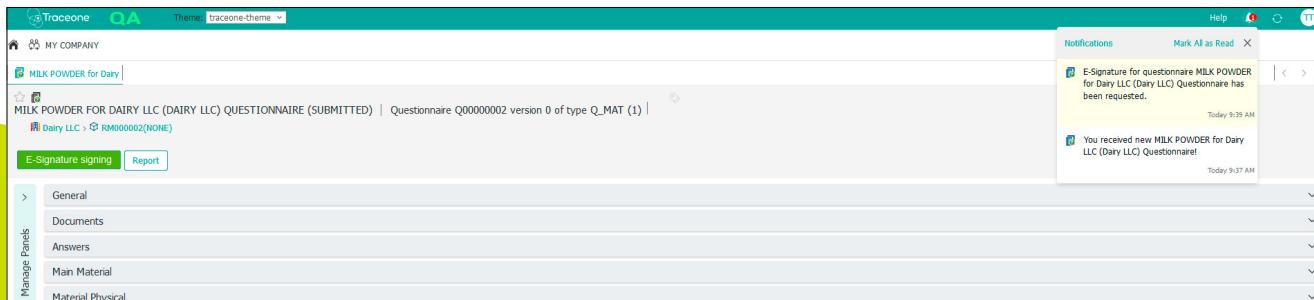 Traceone QA Theme: traceone-theme Help 1 TT
MY COMPANY
Notifications Mark All as Read
MILK POWDER for Dairy
E-Signature for questionnaire MILK POWDER
for Dairy LLC (Dairy LLC) Questionnaire has
been requested.
Today 9:39 AM
You received new MILK POWDER for Dairy
LLC (Dairy LLC) Questionnaire!
Today 9:37 AM
MILK POWDER FOR DAIRY LLC (DAIRY LLC) QUESTIONNAIRE (SUBMITTED) | Questionnaire Q00000002 version 0 of type Q_MAT (1) |
Dairy LLC > RM000002(NONE)
E-Signature signing Report
Manage Panels
General
Documents
Answers
Main Material
Material Physical